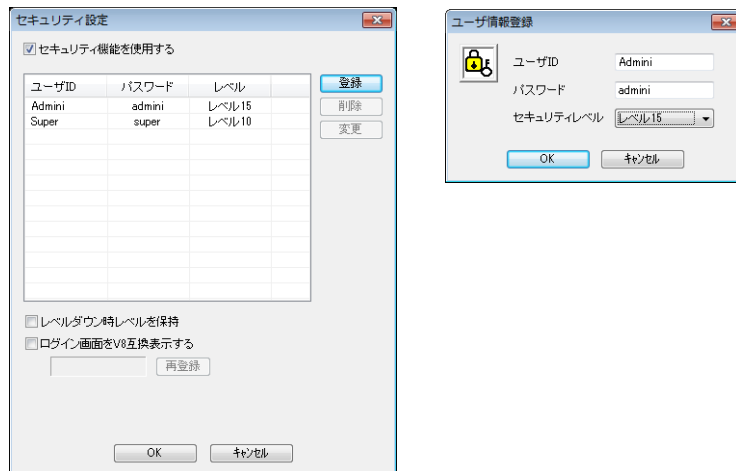 セキュリティ設定
セキュリティ機能を使用する
ユーザID パスワード レベル
Admini admini レベル15
Super super レベル10
登録
削除
変更
レベルダウン時レベルを保持
ログイン画面をV8互換表示する
再登録
OK キャンセル
ユーザ情報登録
ユーザID Admini
パスワード admini
セキュリティレベル レベル15
OK キャンセル